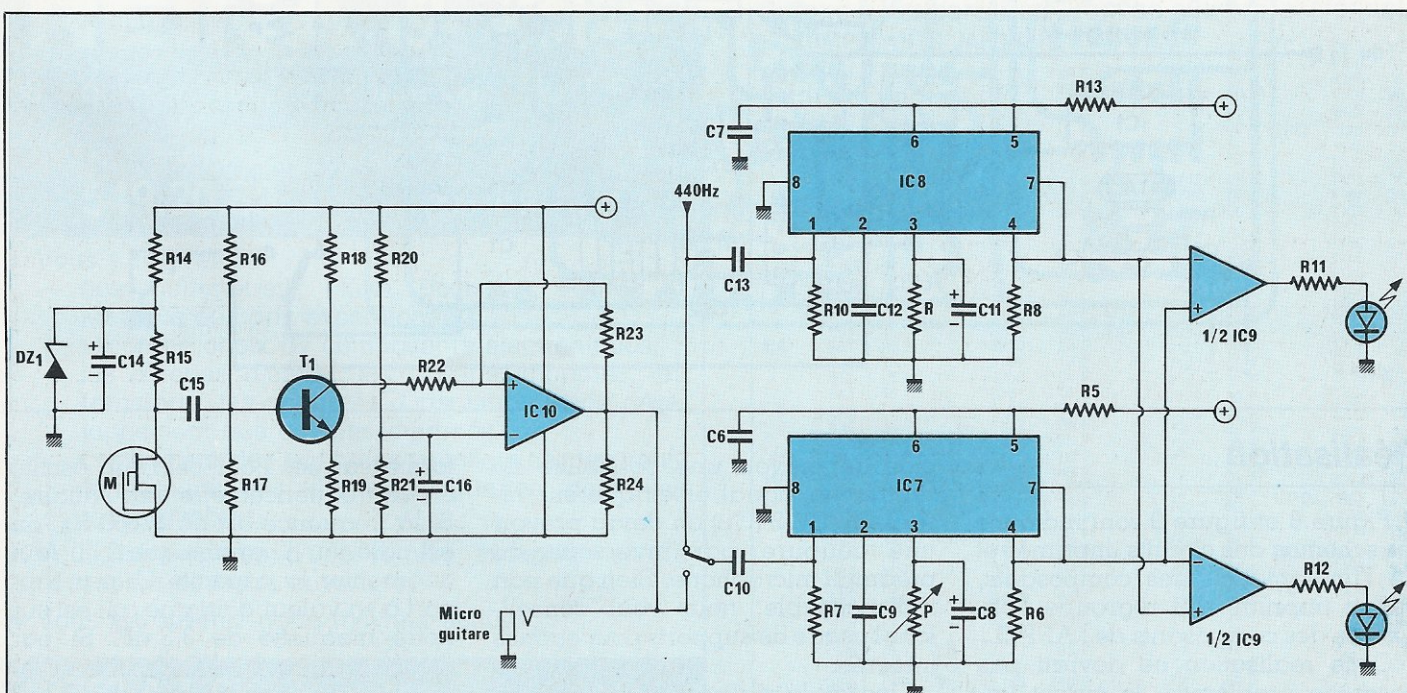 R13
C7
6
5
8
IC8
7
440Hz
1
2
3
4
R14
R16
R18
R20
C13
R11
R10
C12
R
C11
R8
1/2 IC9
R23
DZ1
C14
R15
C15
T1
R22
IC10
R5
C6
6
5
M
R17
R19
R21
C16
R24
8
IC7
7
1
2
3
4
R12
C10
Micro
guitare
R7
C9
P
C8
R6
1/2 IC9